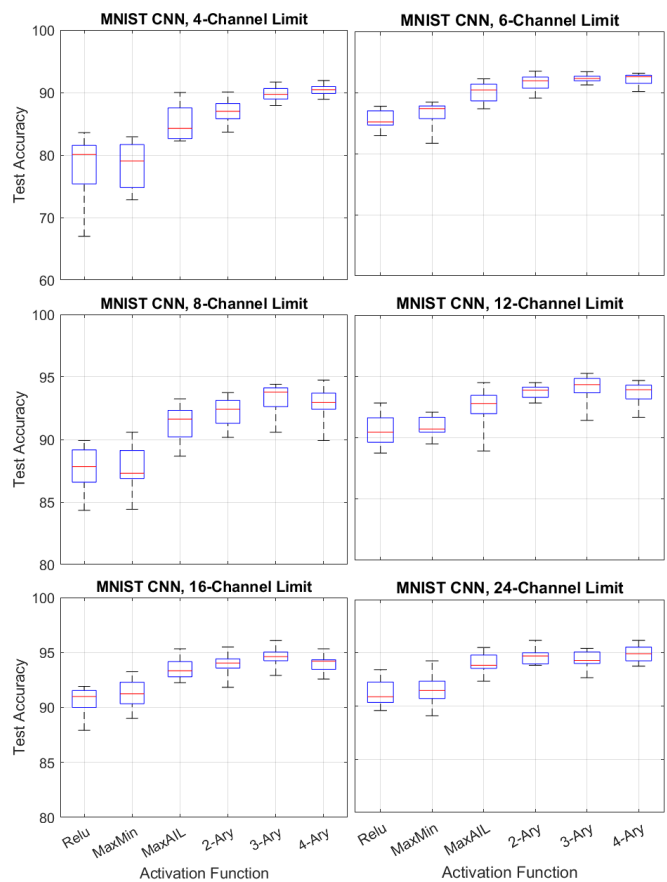 MNIST CNN, 4-Channel Limit
MNIST CNN, 6-Channel Limit
100
90
80
70
60
Test Accuracy
MNIST CNN, 8-Channel Limit
MNIST CNN, 12-Channel Limit
100
95
90
85
80
Test Accuracy
MNIST CNN, 16-Channel Limit
MNIST CNN, 24-Channel Limit
100
95
90
85
80
Test Accuracy
Relu MaxMin MaxAIL 2-Ary 3-Ary 4-Ary
Relu MaxMin MaxAIL 2-Ary 3-Ary 4-Ary
Activation Function
Activation Function